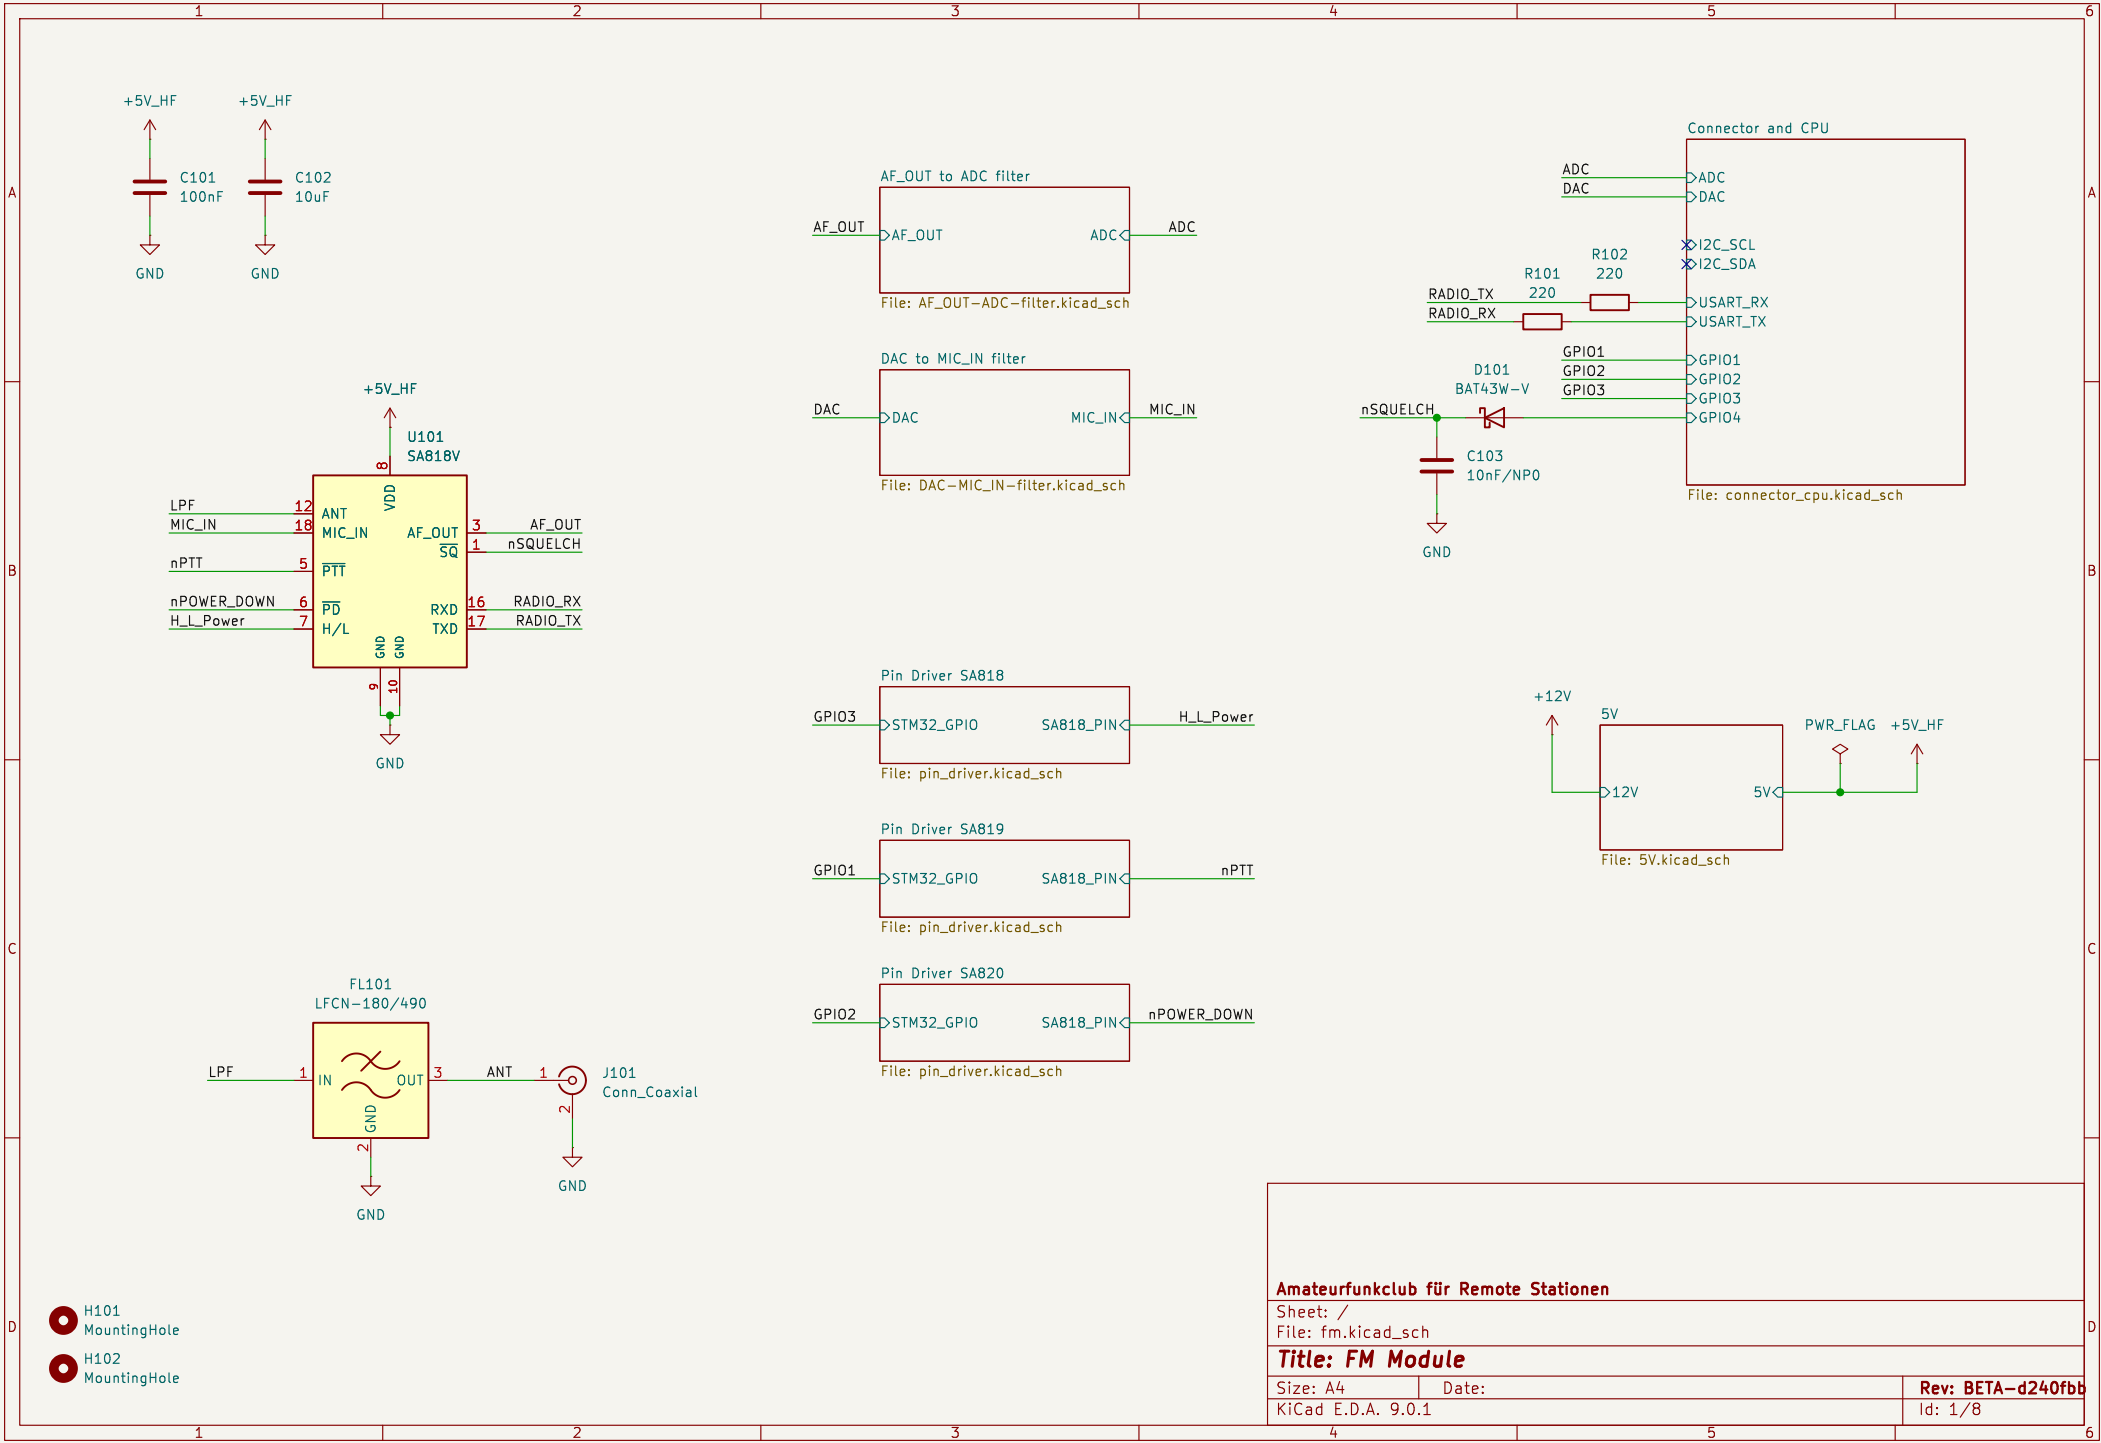 1 2 3 4 5 6
A
B
C
D
A
B
C
D
+5V_HF
C101
100nF
GND
+5V_HF
C102
10uF
GND
+5V_HF
U101
SA818V
8
VDD
LPF
12
ANT
MIC_IN
18
MIC_IN
nPTT
5
PTT
nPOWER_DOWN
6
PD
H_L_Power
7
H/L
AF_OUT
3
AF_OUT
SQ
1
nSQUELCH
RXD
16
RADIO_RX
TXD
17
RADIO_TX
GND
GND
9
10
GND
FL101
LFCN-180/490
LPF
1
IN
OUT
3
GND
2
GND
ANT
1
2
J101
Conn_Coaxial
GND
H101
MountingHole
H102
MountingHole
AF_OUT to ADC filter
AF_OUT
AF_OUT
ADC
ADC
File: AF_OUT-ADC-filter.kicad_sch
DAC to MIC_IN filter
DAC
DAC
MIC_IN
MIC_IN
File: DAC-MIC_IN-filter.kicad_sch
Pin Driver SA818
GPIO3
STM32_GPIO
SA818_PIN
H_L_Power
File: pin_driver.kicad_sch
Pin Driver SA819
GPIO1
STM32_GPIO
SA818_PIN
nPTT
File: pin_driver.kicad_sch
Pin Driver SA820
GPIO2
STM32_GPIO
SA818_PIN
nPOWER_DOWN
File: pin_driver.kicad_sch
Connector and CPU
ADC
ADC
DAC
DAC
I2C_SCL
I2C_SDA
R102
220
R101
220
RADIO_TX
USART_RX
RADIO_RX
USART_TX
GPIO1
GPIO1
GPIO2
GPIO2
GPIO3
GPIO3
D101
BAT43W-V
nSQUELCH
GPIO4
C103
10nF/NP0
GND
File: connector_cpu.kicad_sch
+12V
5V
12V
5V
PWR_FLAG
+5V_HF
File: 5V.kicad_sch
Amateurfunkclub für Remote Stationen
Sheet: /
File: fm.kicad_sch
Title: FM Module
Size: A4
Date:
Rev: BETA-d240fbb
KiCad E.D.A. 9.0.1
Id: 1/8
1 2 3 4 5 6